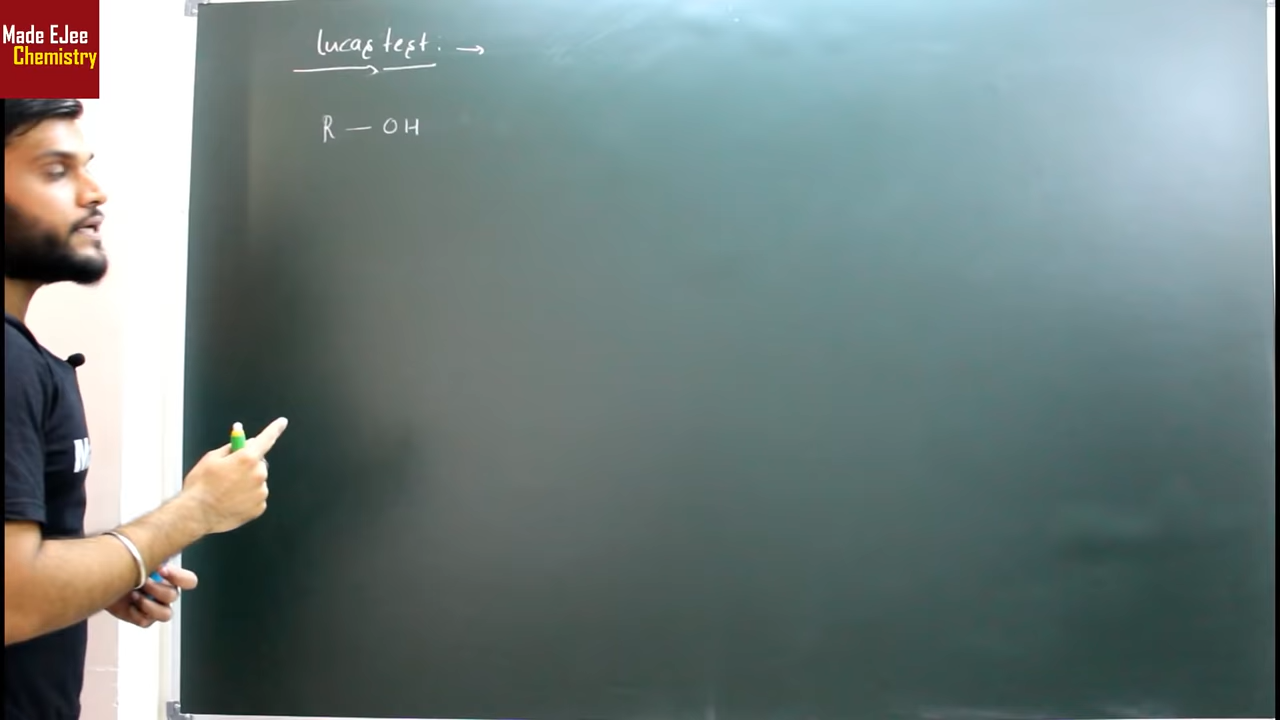 Made EJee
Chemistry
lucas test: →
R — OH